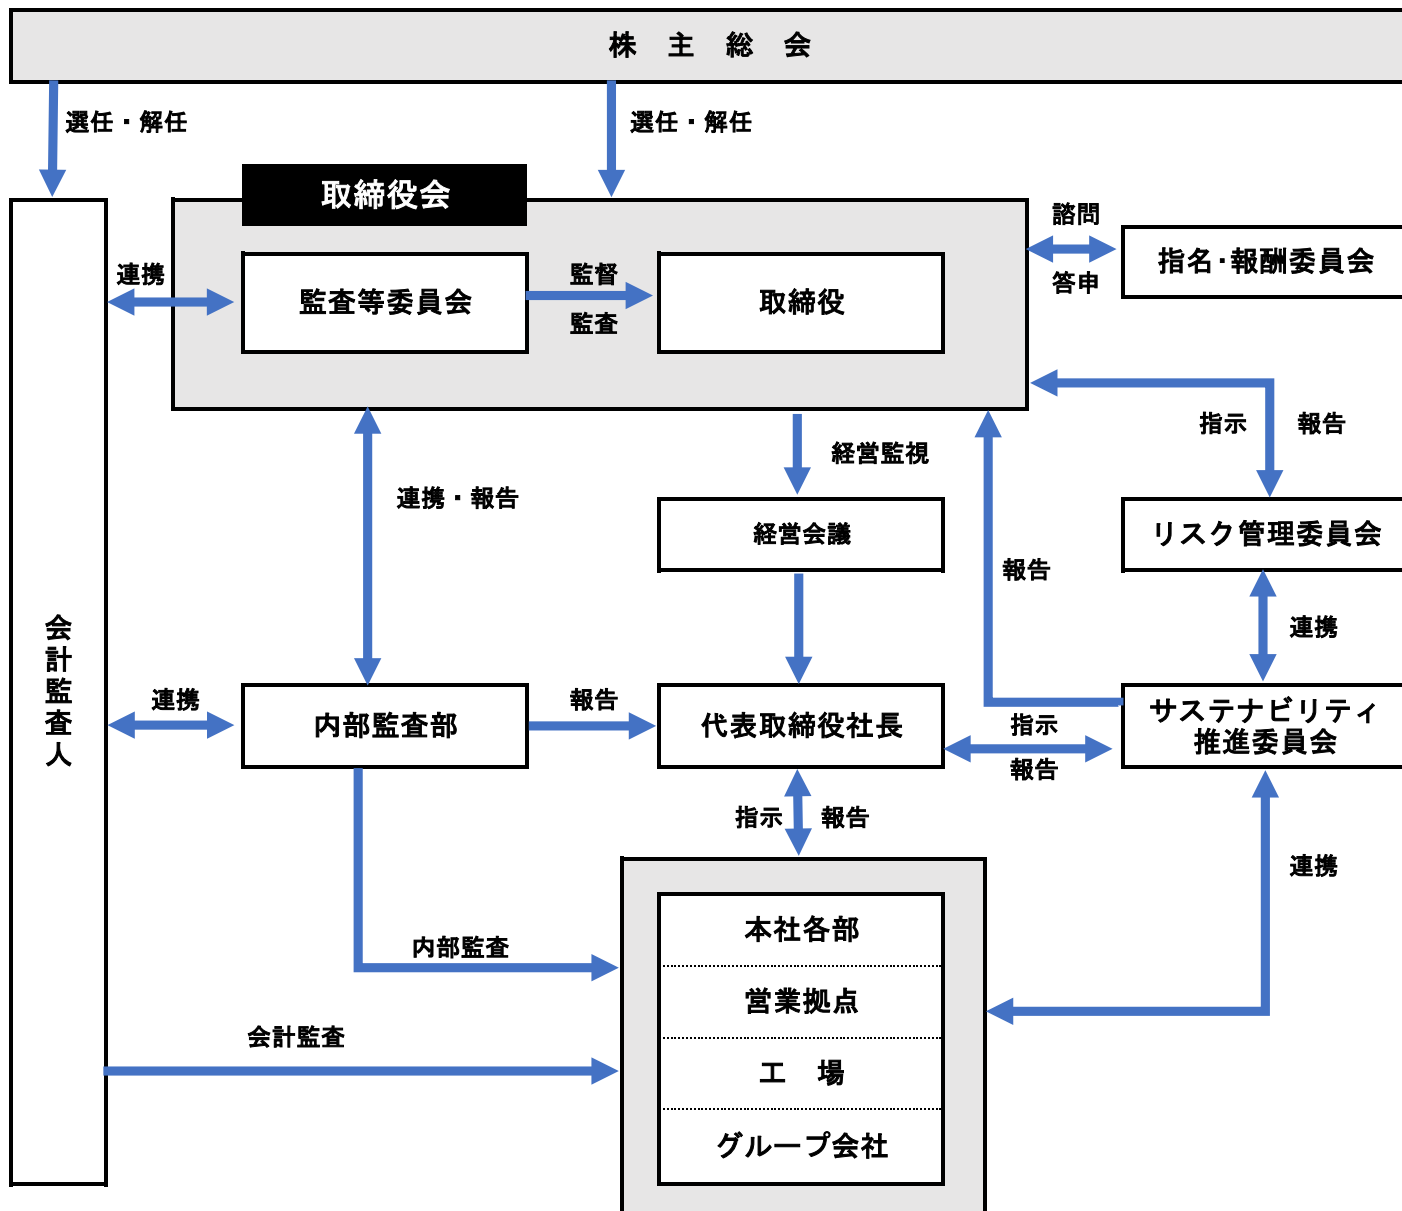 株　主　総　会
選任・解任
選任・解任
取締役会
諮問
指名・報酬委員会
答申
連携
監査等委員会
監督
監査
取締役
指示
報告
経営監視
連携・報告
経営会議
リスク管理委員会
報告
連携
会計監査人
連携
内部監査部
報告
代表取締役社長
指示
報告
サステナビリティ
推進委員会
指示
報告
連携
本社各部
内部監査
営業拠点
会計監査
工　場
グループ会社